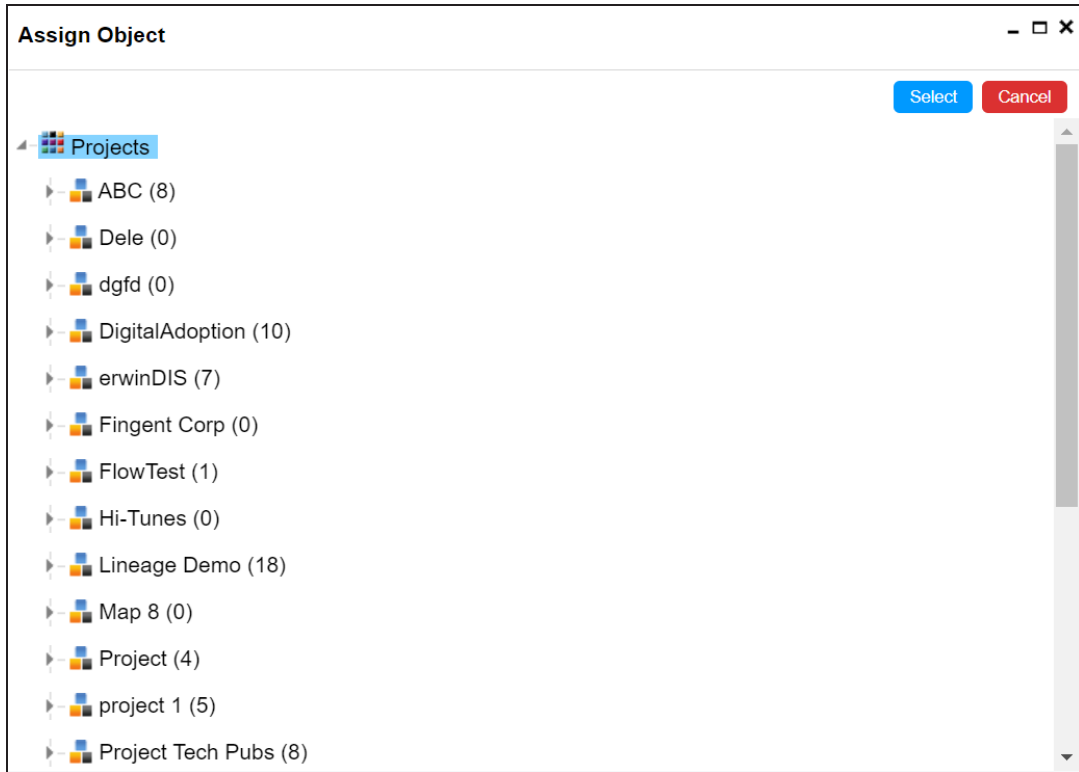 Assign Object
Select Cancel
Projects
ABC (8)
Dele (0)
dgfd (0)
DigitalAdoption (10)
erwinDIS (7)
Fingent Corp (0)
FlowTest (1)
Hi-Tunes (0)
Lineage Demo (18)
Map 8 (0)
Project (4)
project 1 (5)
Project Tech Pubs (8)